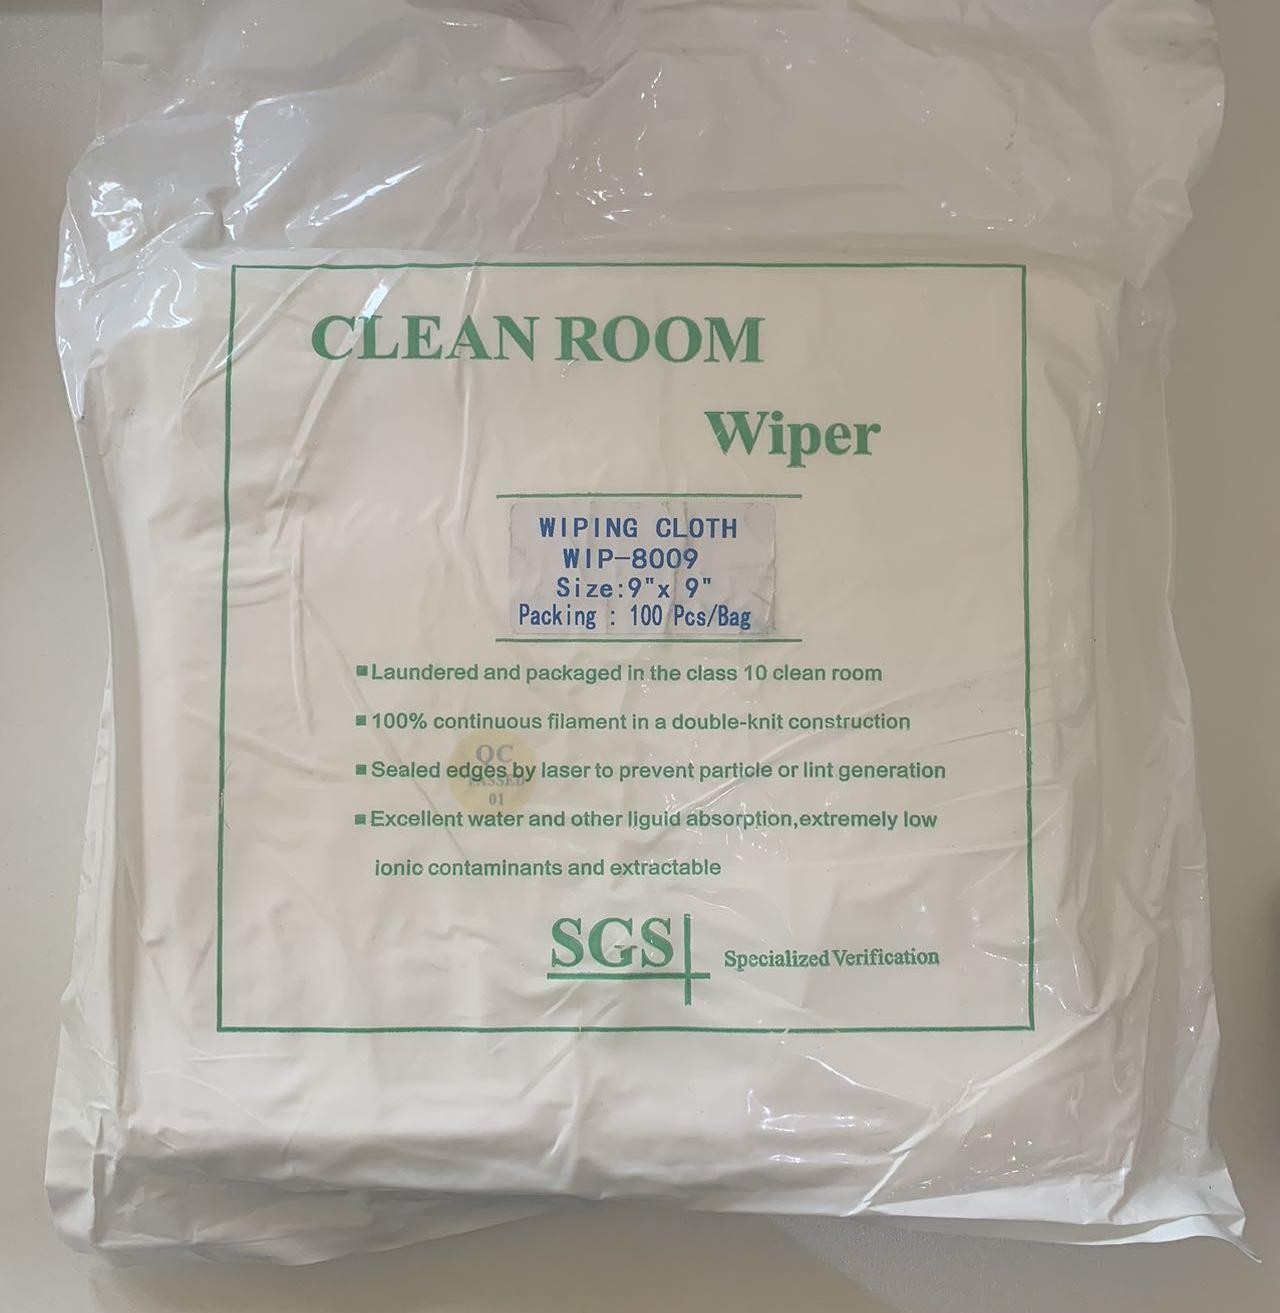 CLEAN ROOM
Wiper
WIPING CLOTH
WIP-8009
Size:9"x 9"
Packing : 100 Pcs/Bag
■Laundered and packaged in the class 10 clean room
■100% continuous filament in a double-knit construction
■Sealed edges by laser to prevent particle or lint generation
■Excellent water and other liguid absorption,extremely low
ionic contaminants and extractable
QC
PASSED
01
SGS
Specialized Verification